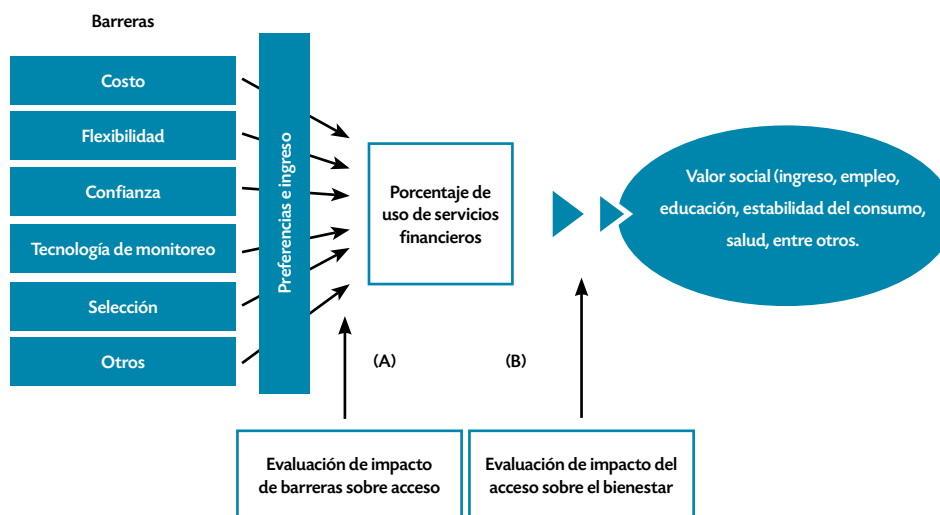 Barreras
Costo
Flexibilidad
Confianza
Tecnología de monitoreo
Selección
Otros
Preferencias e ingreso
Porcentaje de
uso de servicios
financieros
Valor social (ingreso, empleo,
educación, estabilidad del consumo,
salud, entre otros.
(A)
(B)
Evaluación de impacto
de barreras sobre acceso
Evaluación de impacto del
acceso sobre el bienestar